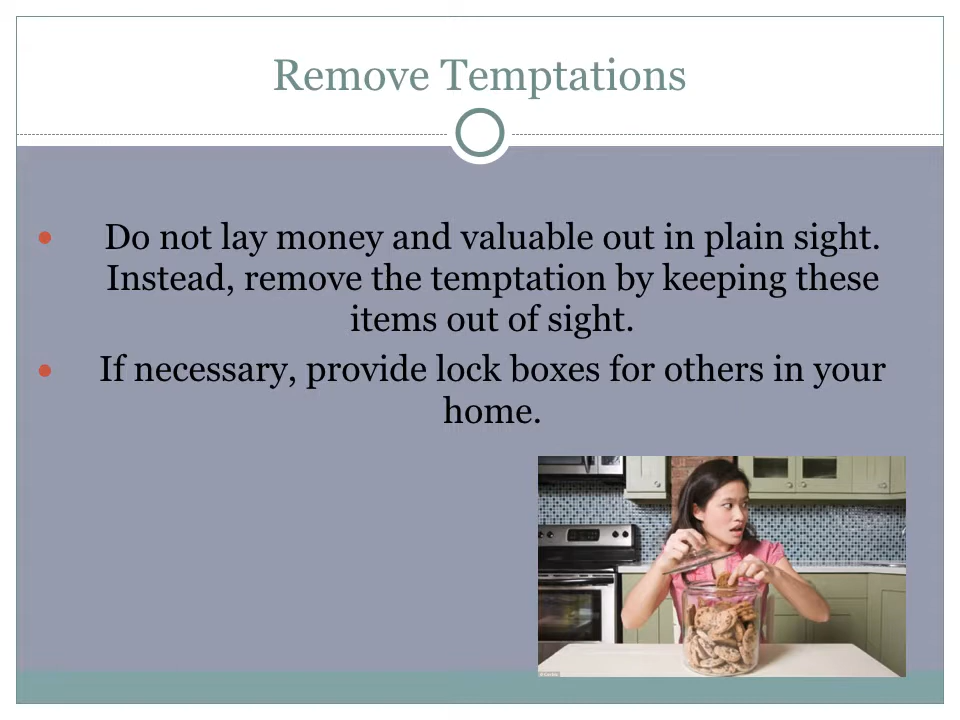 Remove Temptations
Do not lay money and valuable out in plain sight.
Instead, remove the temptation by keeping these
items out of sight.
If necessary, provide lock boxes for others in your
home.